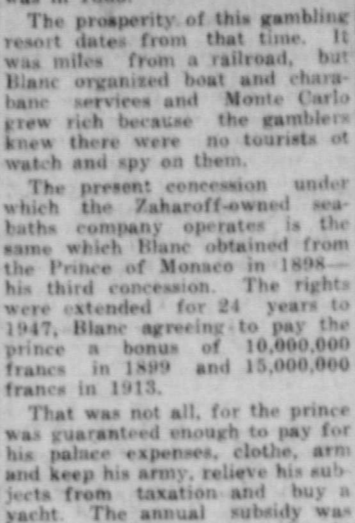 The prosperity of this gambling
resort dates from that time. It
was miles from a railroad, but
Blanc organized boat and chara-
banc services and Monte Carlo
grew rich because the gamblers
knew there were no tourists ot
watch and spy on them.
The present concession under
which the Zaharoff-owned sea-
baths company operates is the
same which Blanc obtained from
the Prince of Monaco in 1898—
his third concession. The rights
were extended for 24 years to
1947, Blanc agreeing to pay the
prince a bonus of 10,000,000
francs in 1899 and 15,000,000
francs in 1913.
That was not all, for the prince
was guaranteed enough to pay for
his palace expenses, clothe, arm
and keep his army, relieve his sub-
jects from taxation and buy a
yacht. The annual subsidy was